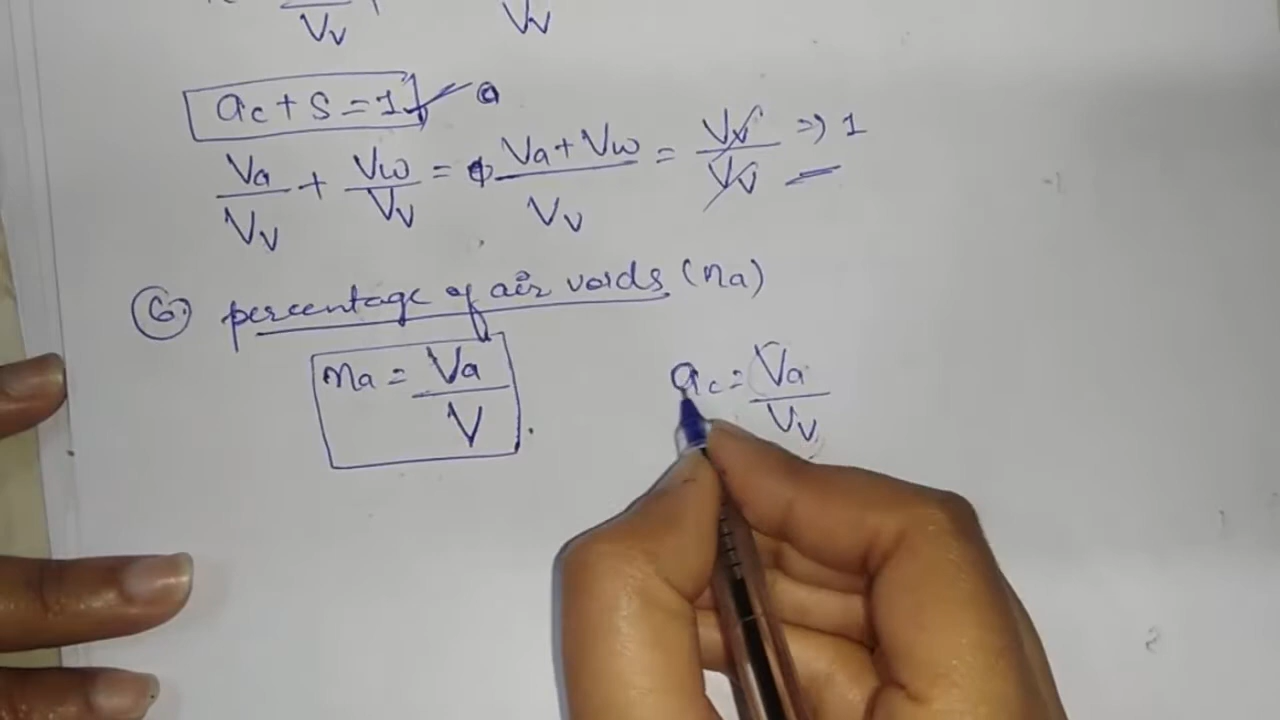 Vv Vv
ac + S = 1 a
Va/Vv + Vw/Vv = Va + Vw/Vv = Vv/Vv => 1
6. percentage of air voids (na)
na = Va/V . ac = Va/Vv